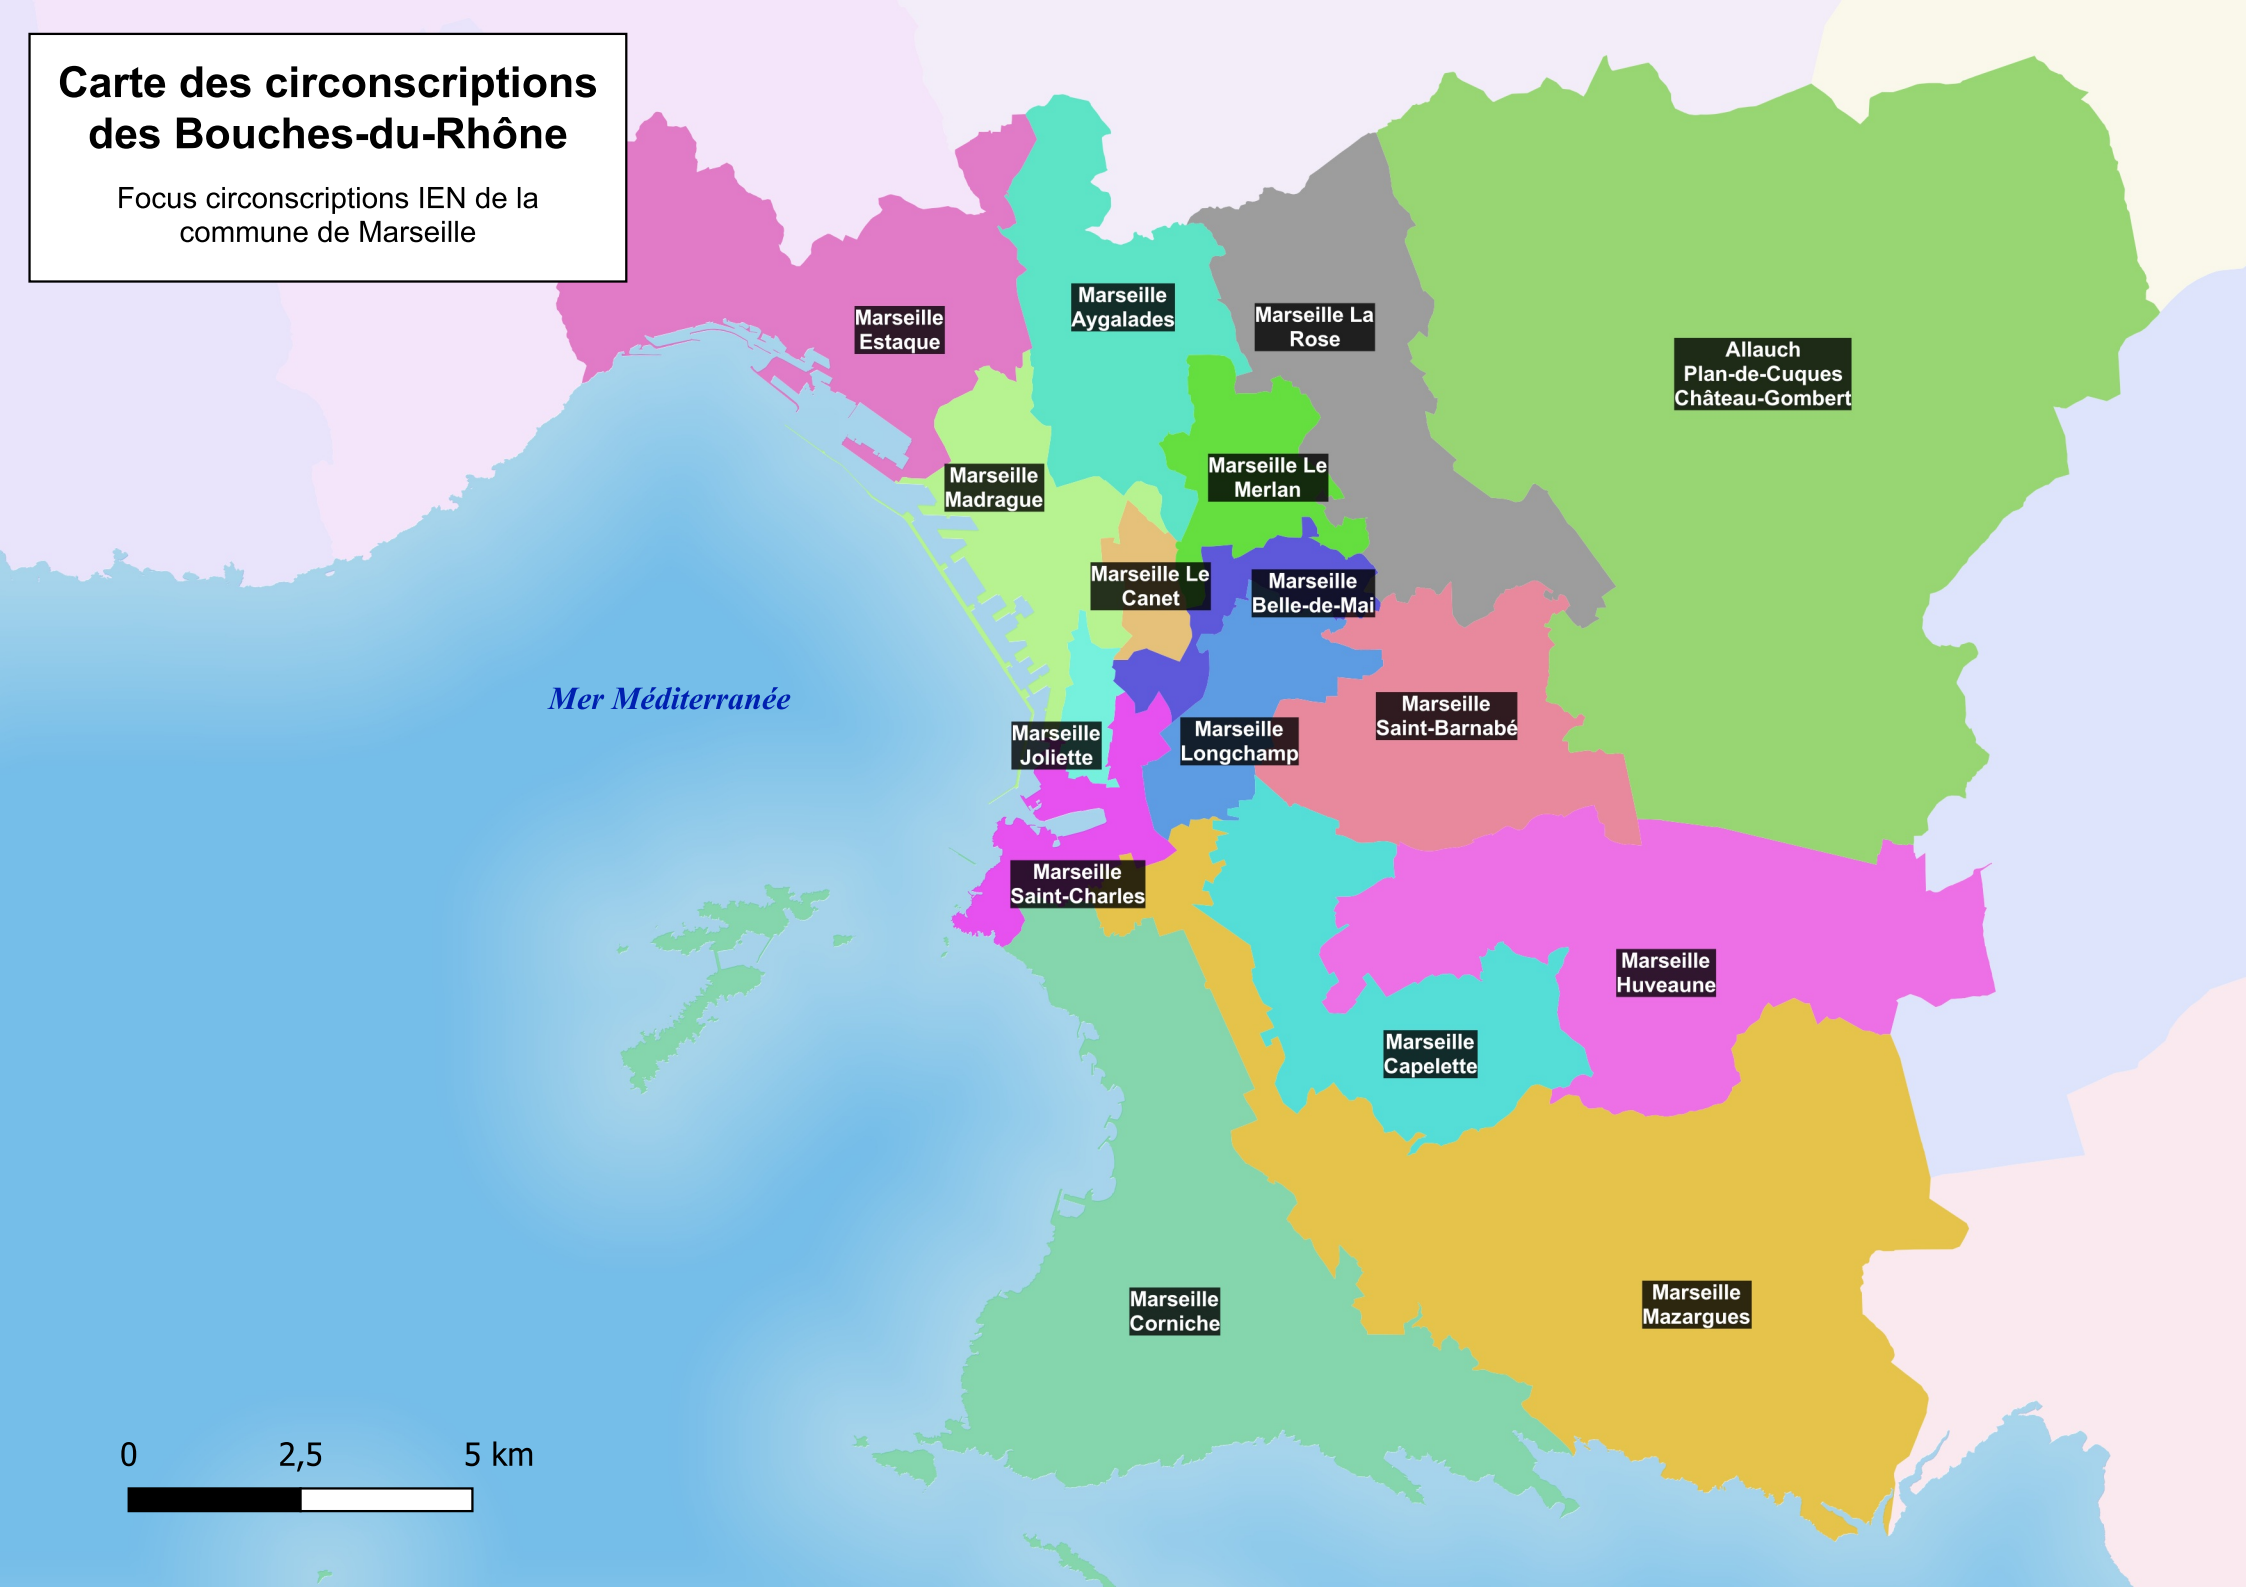 Carte des circonscriptions
des Bouches-du-Rhône
Focus circonscriptions IEN de la
commune de Marseille
Marseille
Estaque
Marseille
Aygalades
Marseille La
Rose
Allauch
Plan-de-Cuques
Château-Gombert
Marseille
Madrague
Marseille Le
Merlan
Marseille Le
Canet
Marseille
Belle-de-Mai
Mer Méditerranée
Marseille
Joliette
Marseille
Longchamp
Marseille
Saint-Barnabé
Marseille
Saint-Charles
Marseille
Huveaune
Marseille
Capelette
Marseille
Corniche
Marseille
Mazargues
0 2,5 5 km